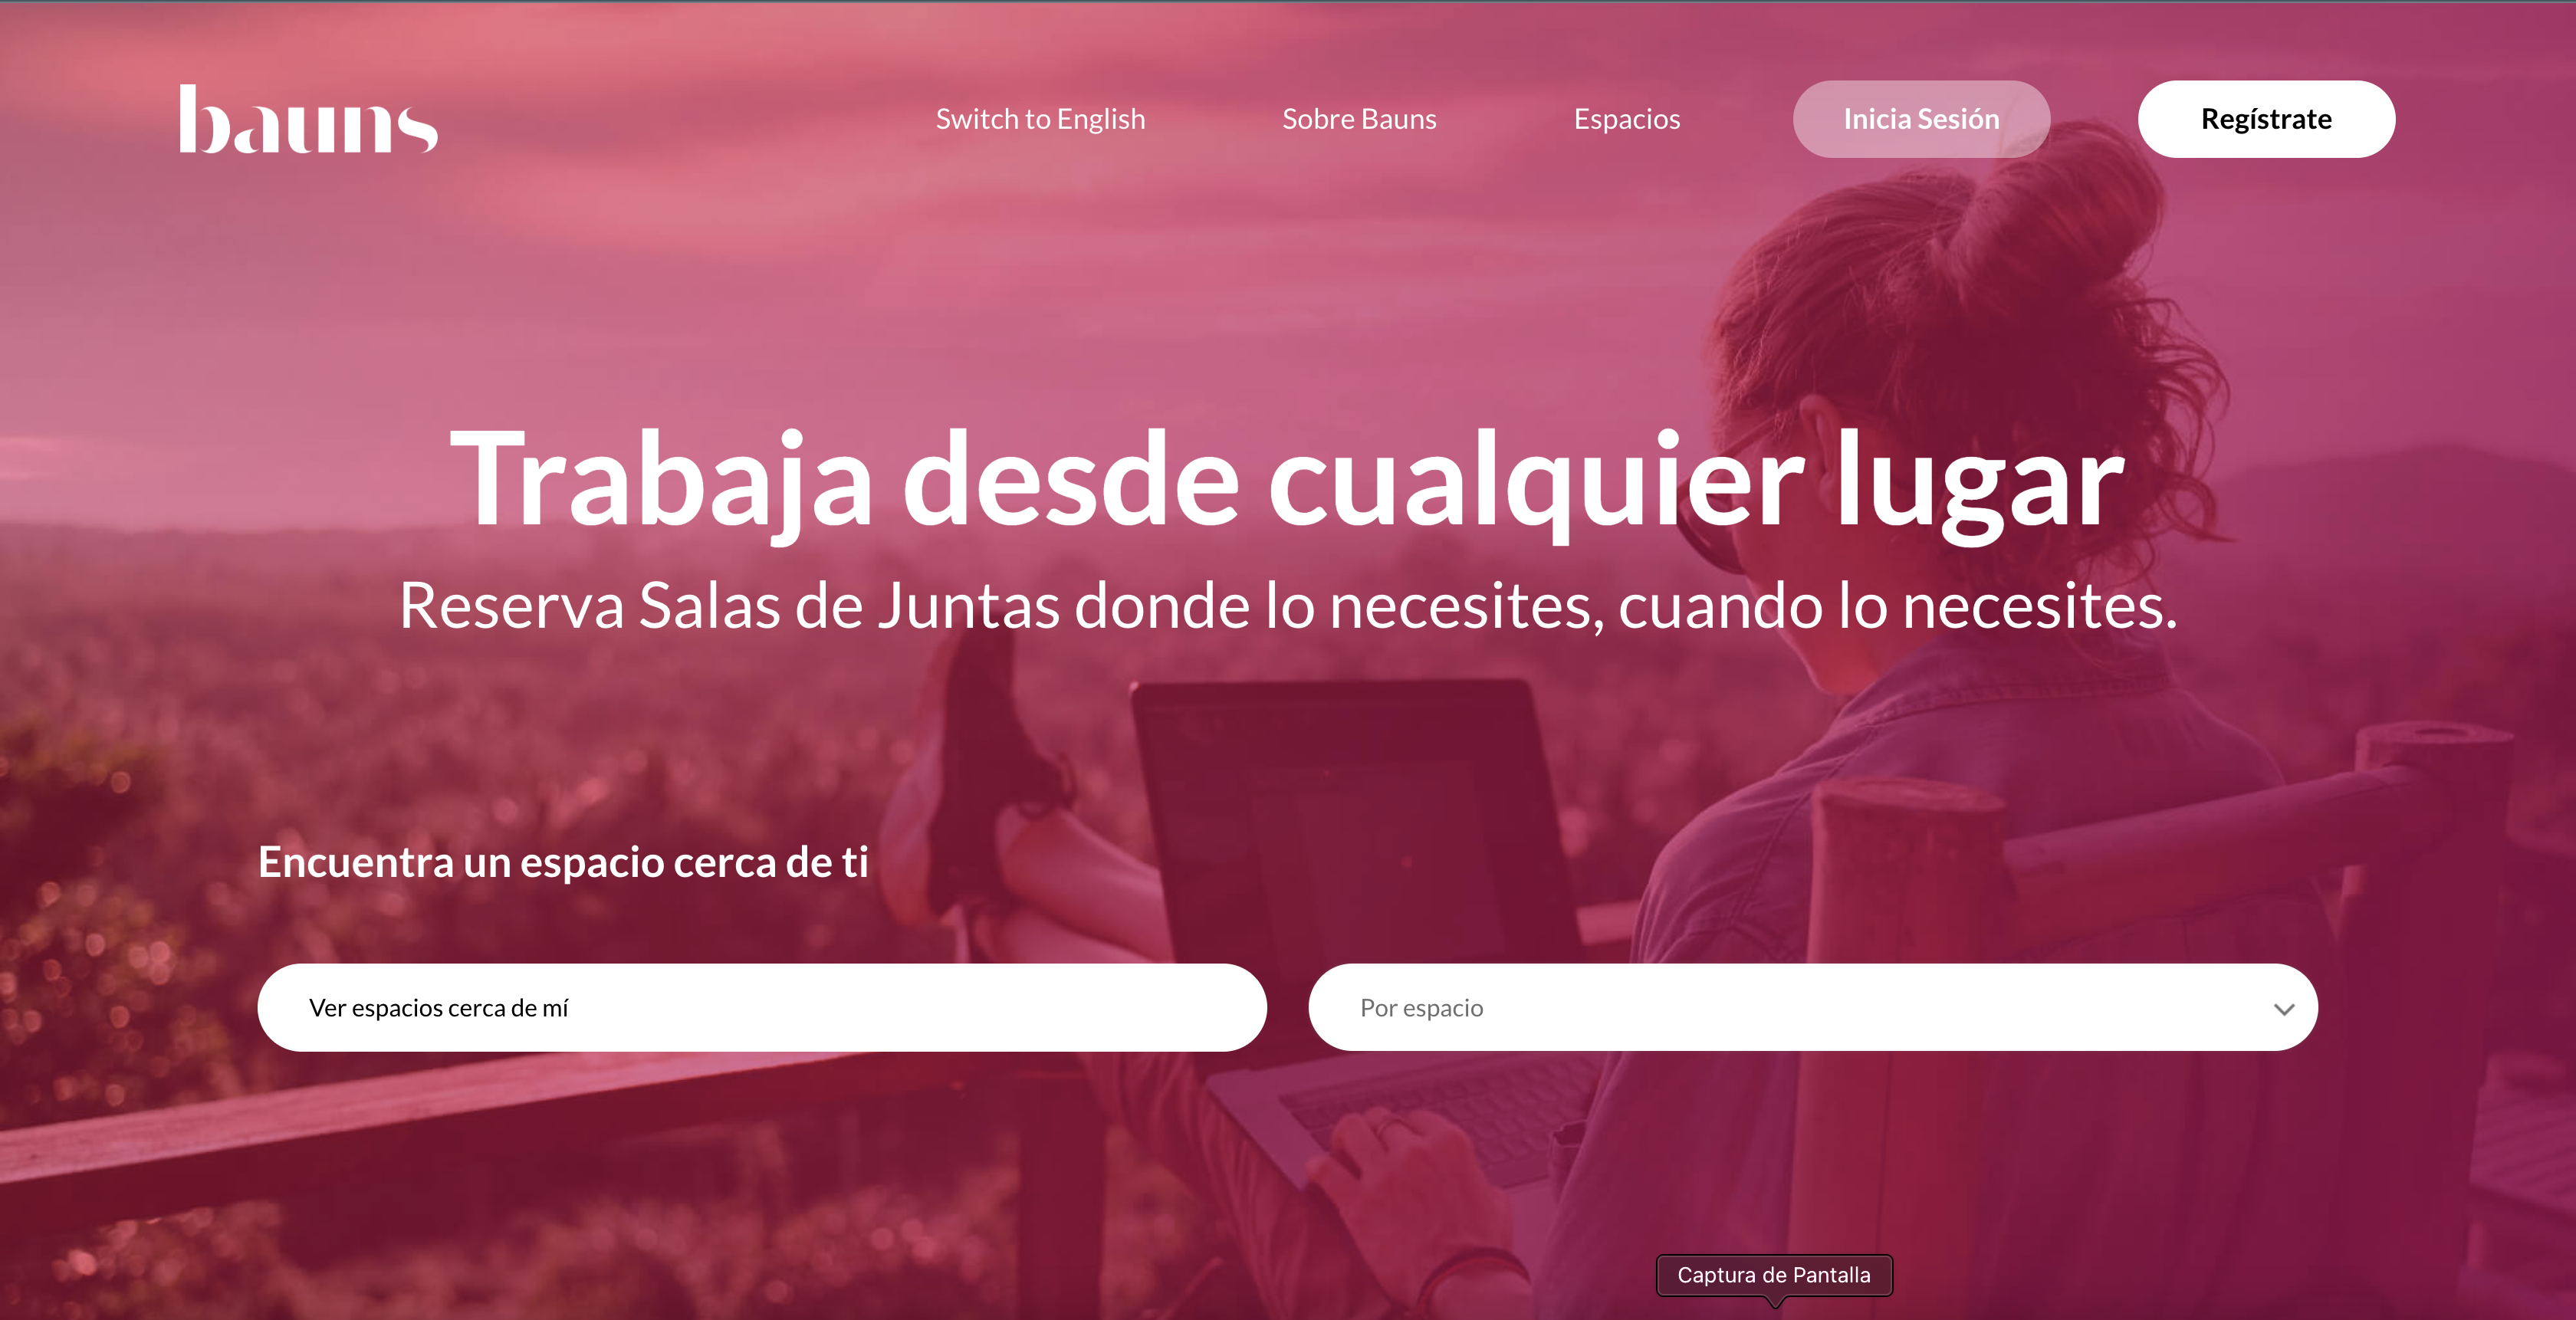 bauns
Switch to English
Sobre Bauns
Espacios
Inicia Sesión
Regístrate
Trabaja desde cualquier lugar
Reserva Salas de Juntas donde lo necesites, cuando lo necesites.
Encuentra un espacio cerca de ti
Ver espacios cerca de mí
Por espacio
Captura de Pantalla